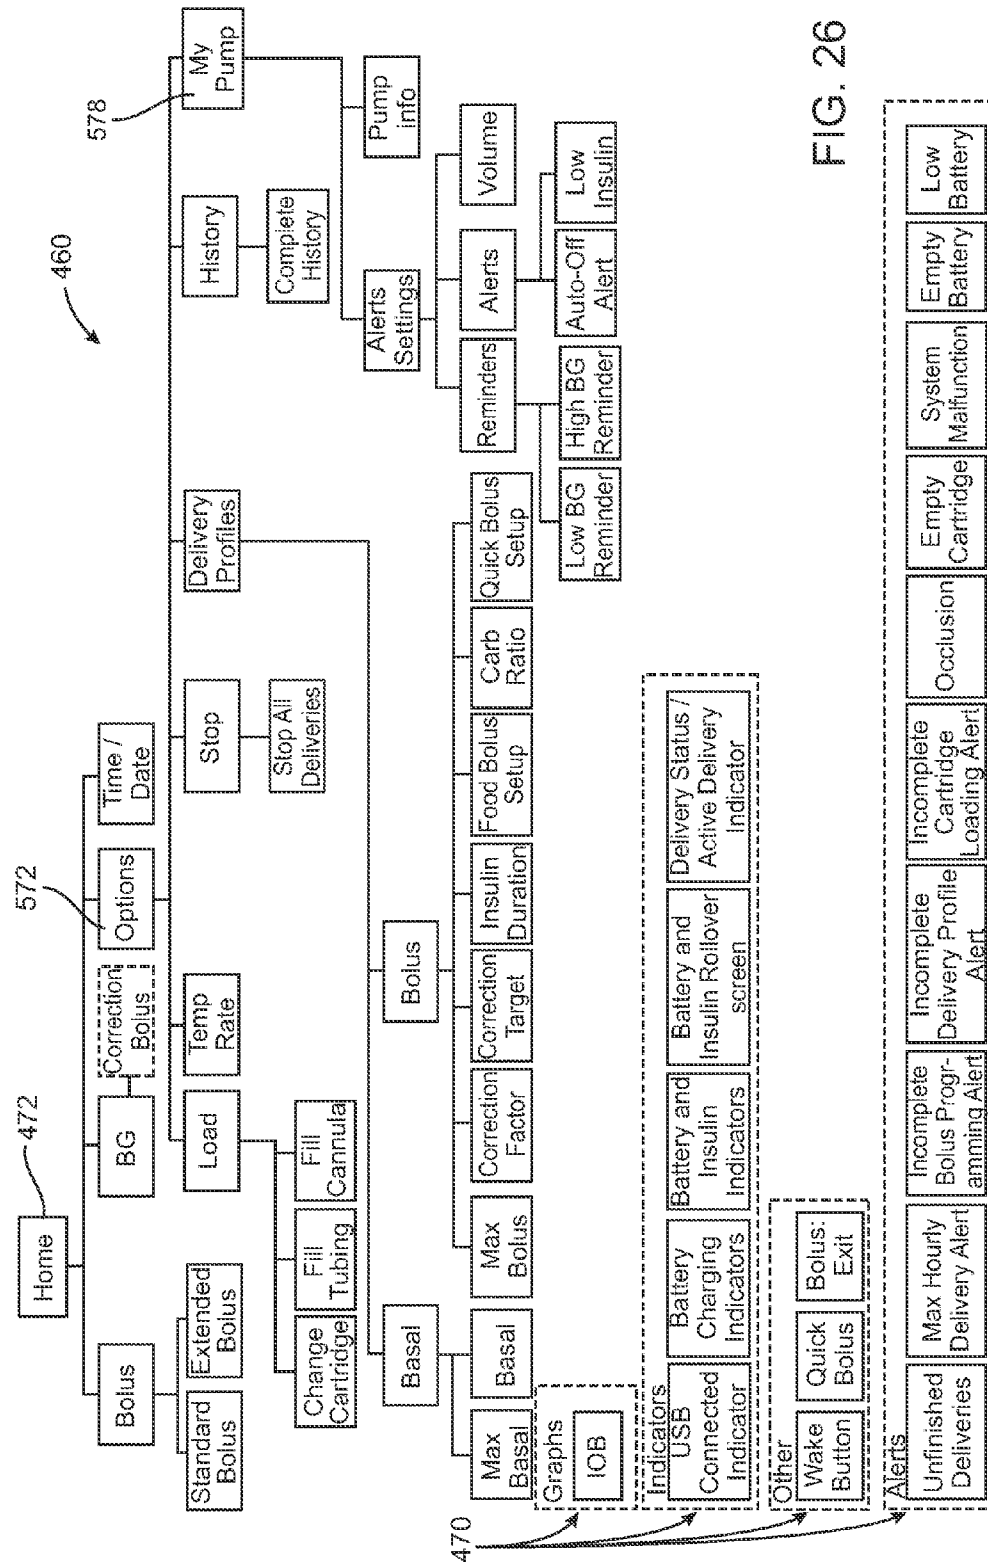 460
472
Home
572
578
Bolus
BG
Correction
Bolus
Options
Time /
Date
Standard
Bolus
Extended
Bolus
Load
Temp
Rate
Stop
Delivery
Profiles
History
My
Pump
Change
Cartridge
Fill
Tubing
Fill
Cannula
Stop All
Deliveries
Complete
History
Basal
Bolus
Alerts
Settings
Pump
info
Max
Basal
Basal
Max
Bolus
Correction
Factor
Correction
Target
Insulin
Duration
Food Bolus
Setup
Carb
Ratio
Quick Bolus
Setup
Reminders
Alerts
Volume
Low BG
Reminder
High BG
Reminder
Auto-Off
Alert
Low
Insulin
470
Graphs
IOB
Indicators
USB
Connected
Indicator
Battery
Charging
Indicators
Battery and
Insulin
Indicators
Battery and
Insulin Rollover
screen
Delivery Status /
Active Delivery
Indicator
Other
Wake
Button
Quick
Bolus
Bolus:
Exit
Alerts
Unfinished
Deliveries
Max Hourly
Delivery Alert
Incomplete
Bolus Progr-
amming Alert
Incomplete
Delivery Profile
Alert
Incomplete
Cartridge
Loading Alert
Occlusion
Empty
Cartridge
System
Malfunction
Empty
Battery
Low
Battery
FIG. 26